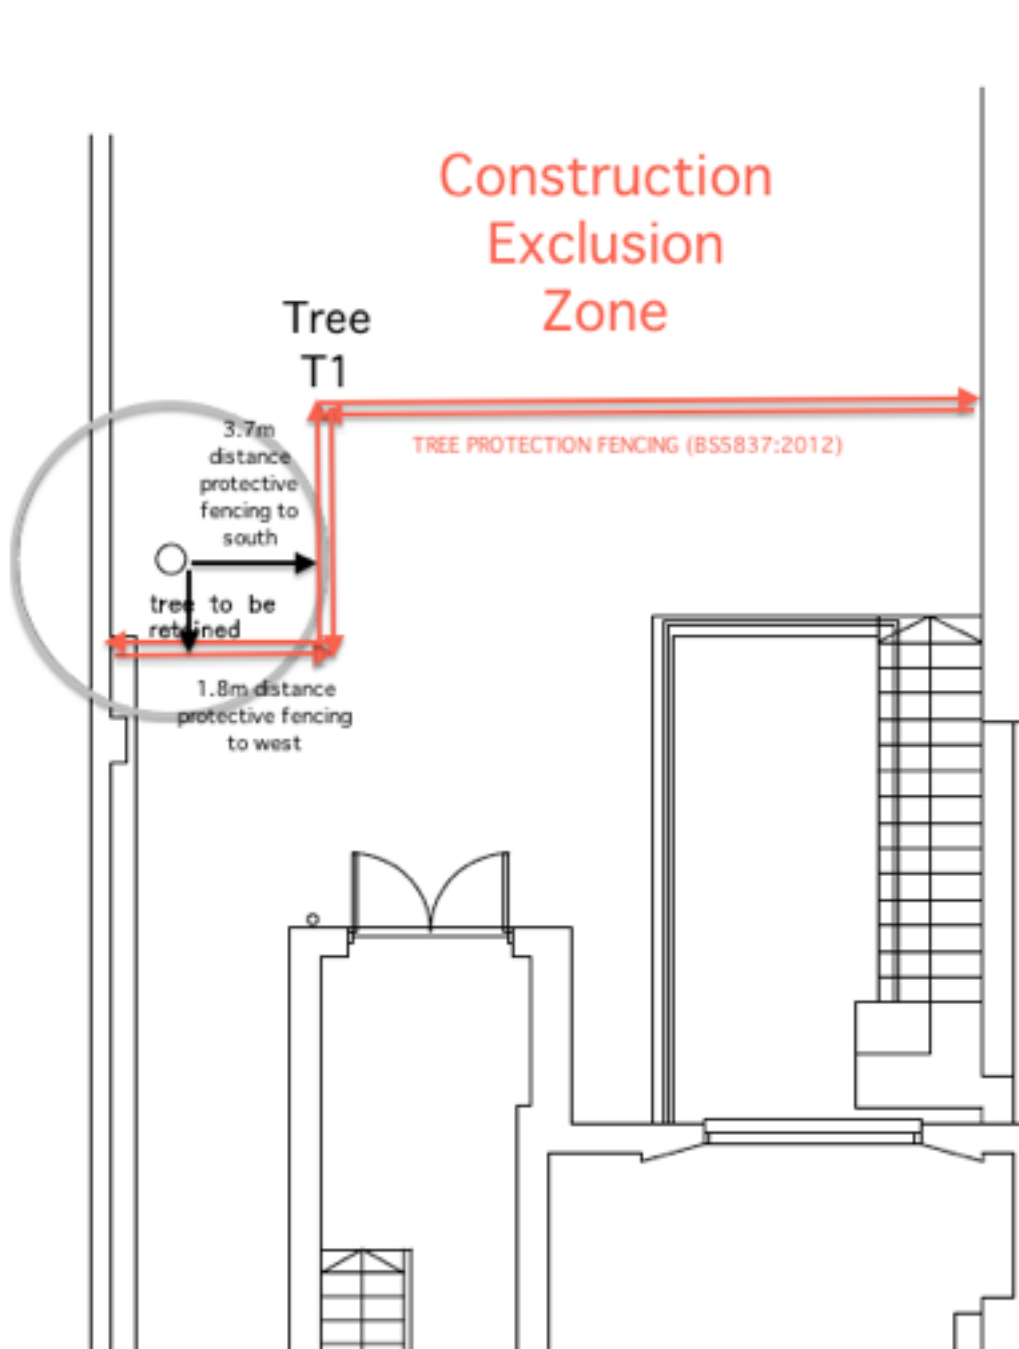 Construction
Exclusion
Zone
Tree
T1
TREE PROTECTION FENCING (BS5837:2012)
3.7m
distance
protective
fencing to
south
tree to be
retained
1.8m distance
protective fencing
to west